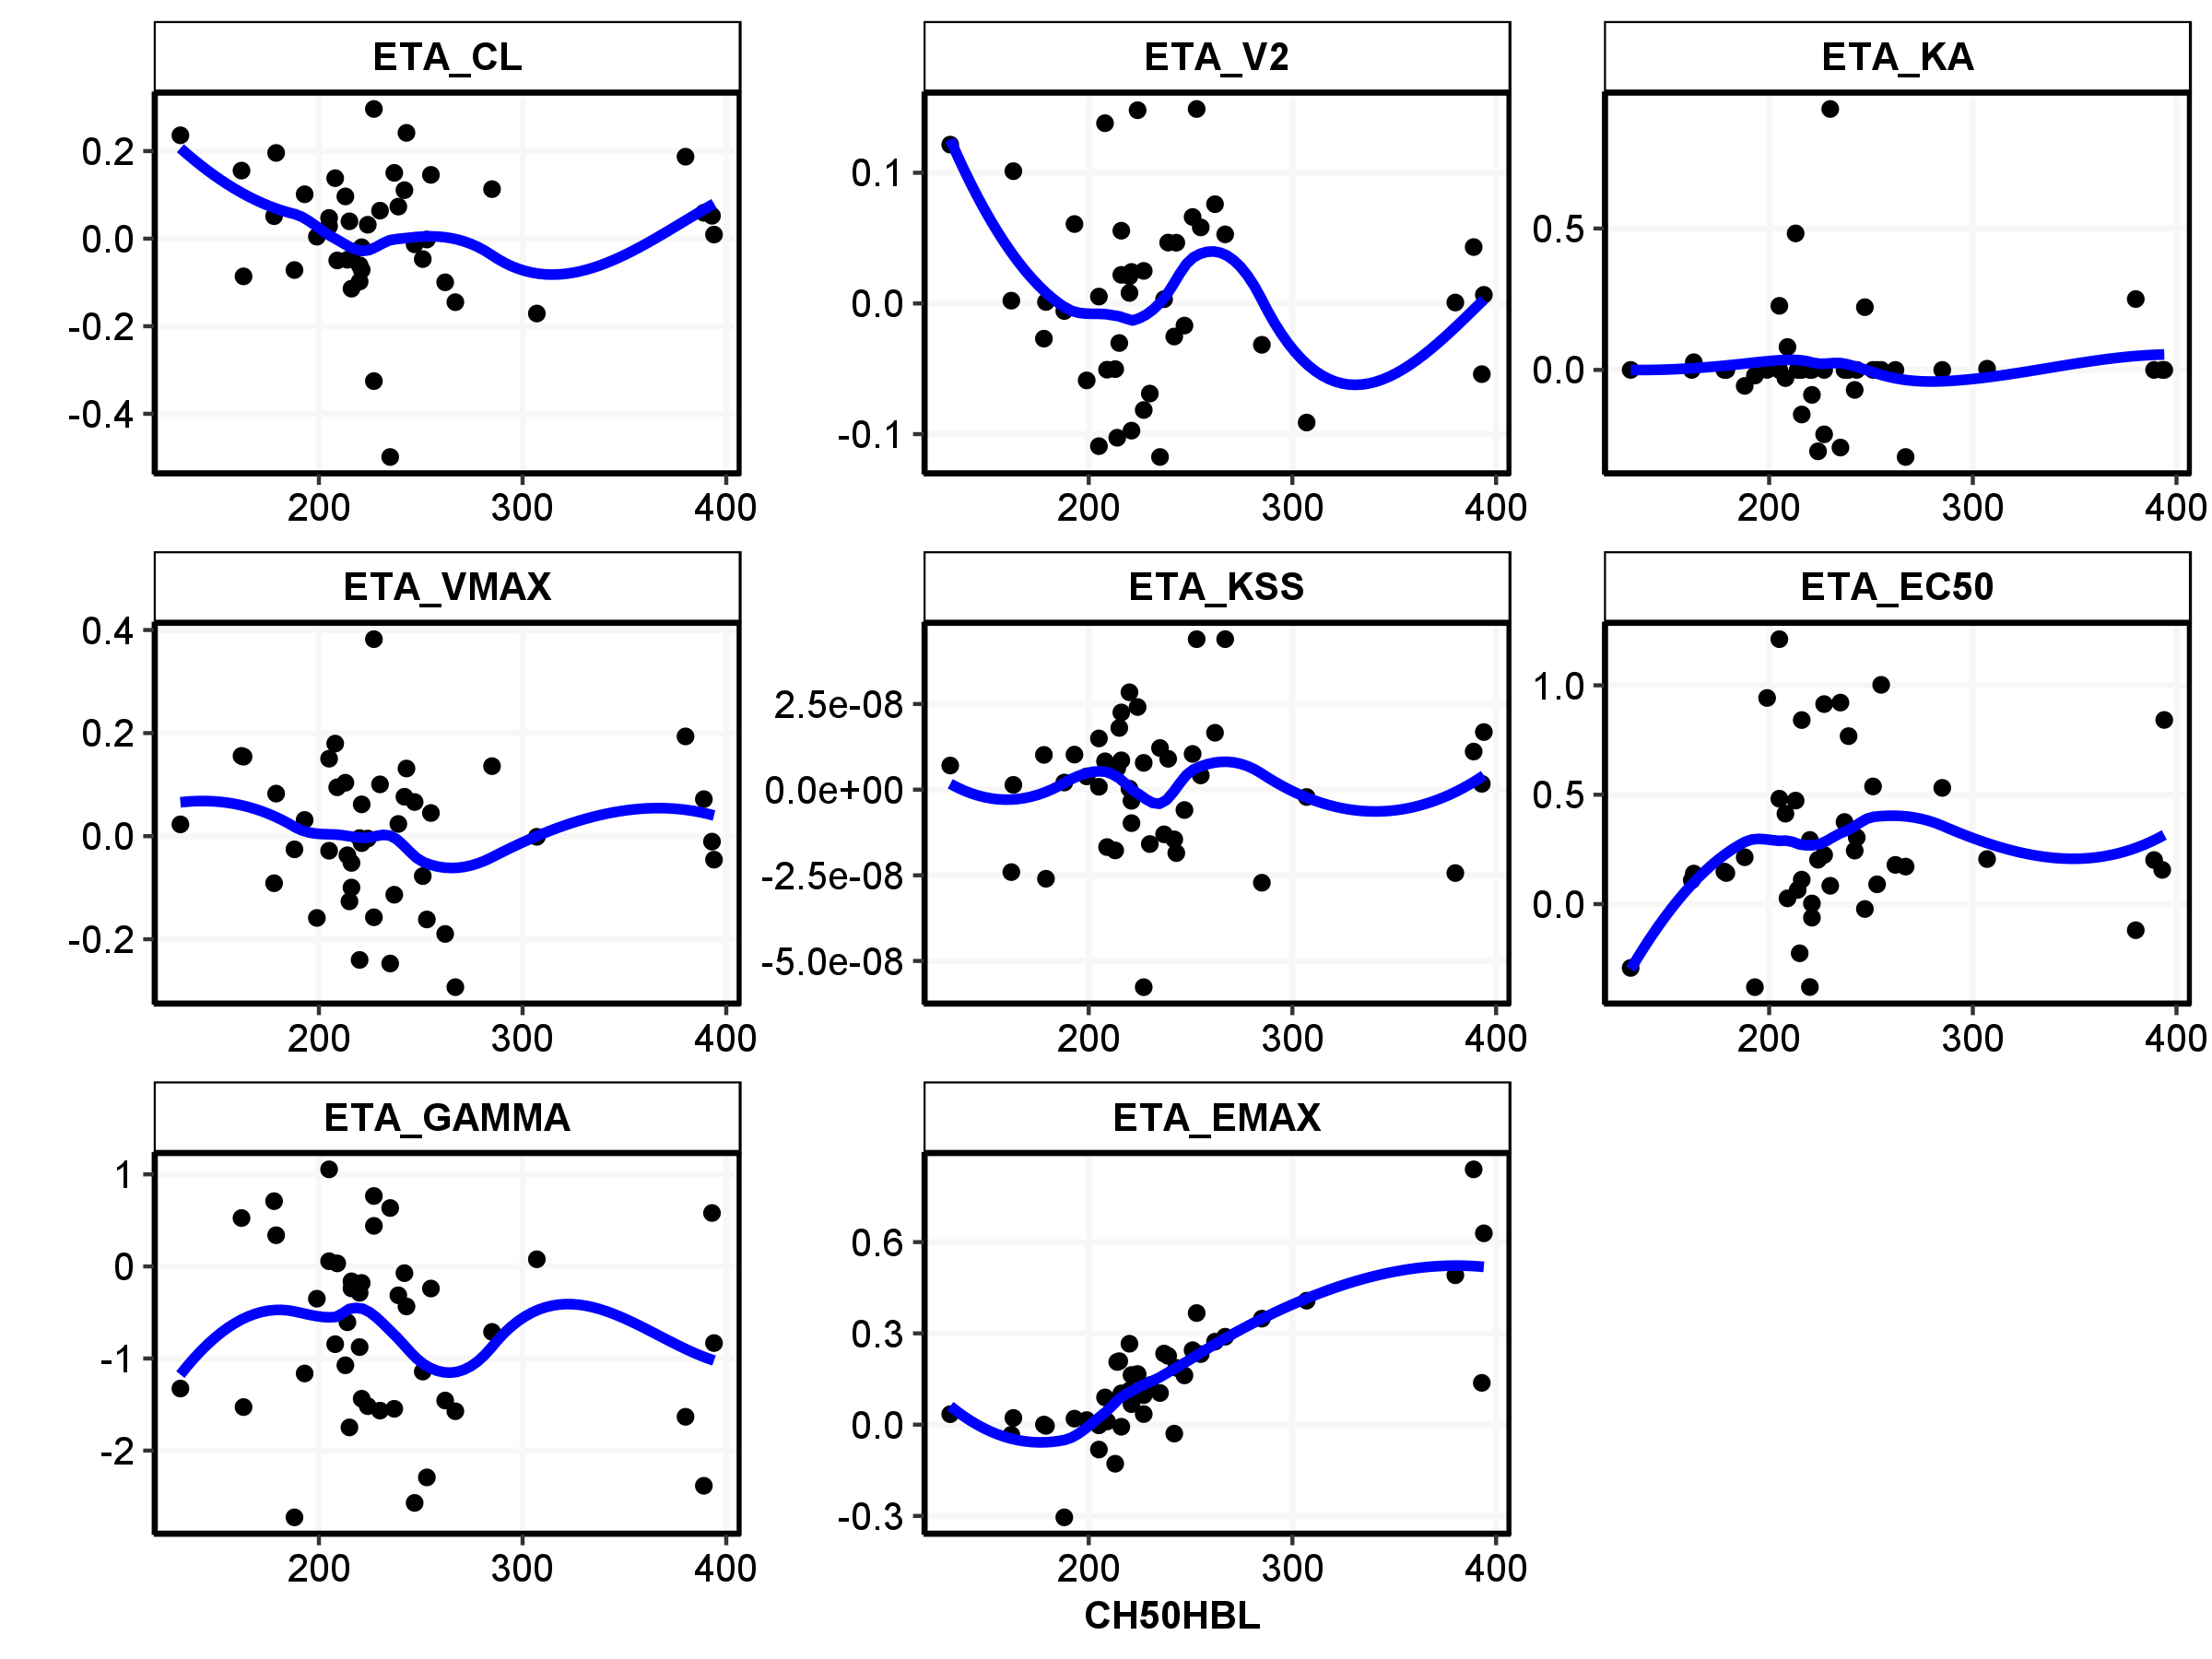 ETA_CL ETA_V2 ETA_KA
0.2 0.1 0.5
0.0 0.0 0.0
-0.2 -0.1
-0.4
200 300 400 200 300 400 200 300 400
ETA_VMAX ETA_KSS ETA_EC50
0.4 2.5e-08 1.0
0.2 0.0e+00 0.5
0.0 -2.5e-08 0.0
-0.2 -5.0e-08
200 300 400 200 300 400 200 300 400
ETA_GAMMA ETA_EMAX
1 0.6
0 0.3
-1 0.0
-2 -0.3
200 300 400 200 300 400
CH50HBL